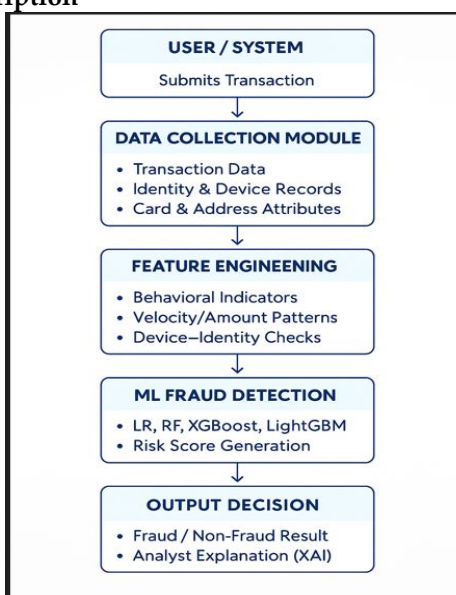 USER / SYSTEM
Submits Transaction
DATA COLLECTION MODULE
• Transaction Data
• Identity & Device Records
• Card & Address Attributes
FEATURE ENGINEENING
• Behavioral Indicators
• Velocity/Amount Patterns
• Device–Identity Checks
ML FRAUD DETECTION
• LR, RF, XGBoost, LightGBM
• Risk Score Generation
OUTPUT DECISION
• Fraud / Non-Fraud Result
• Analyst Explanation (XAI)